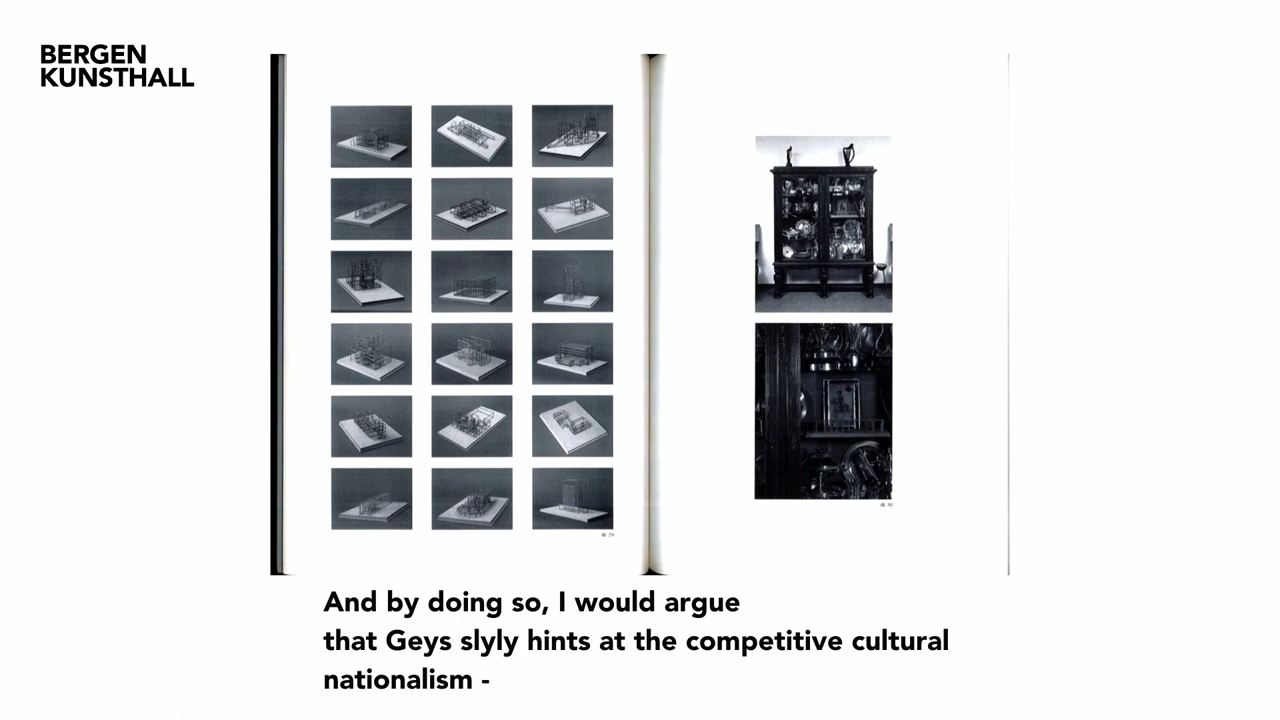 BERGEN
KUNSTHALL
And by doing so, I would argue
that Geys slyly hints at the competitive cultural
nationalism -